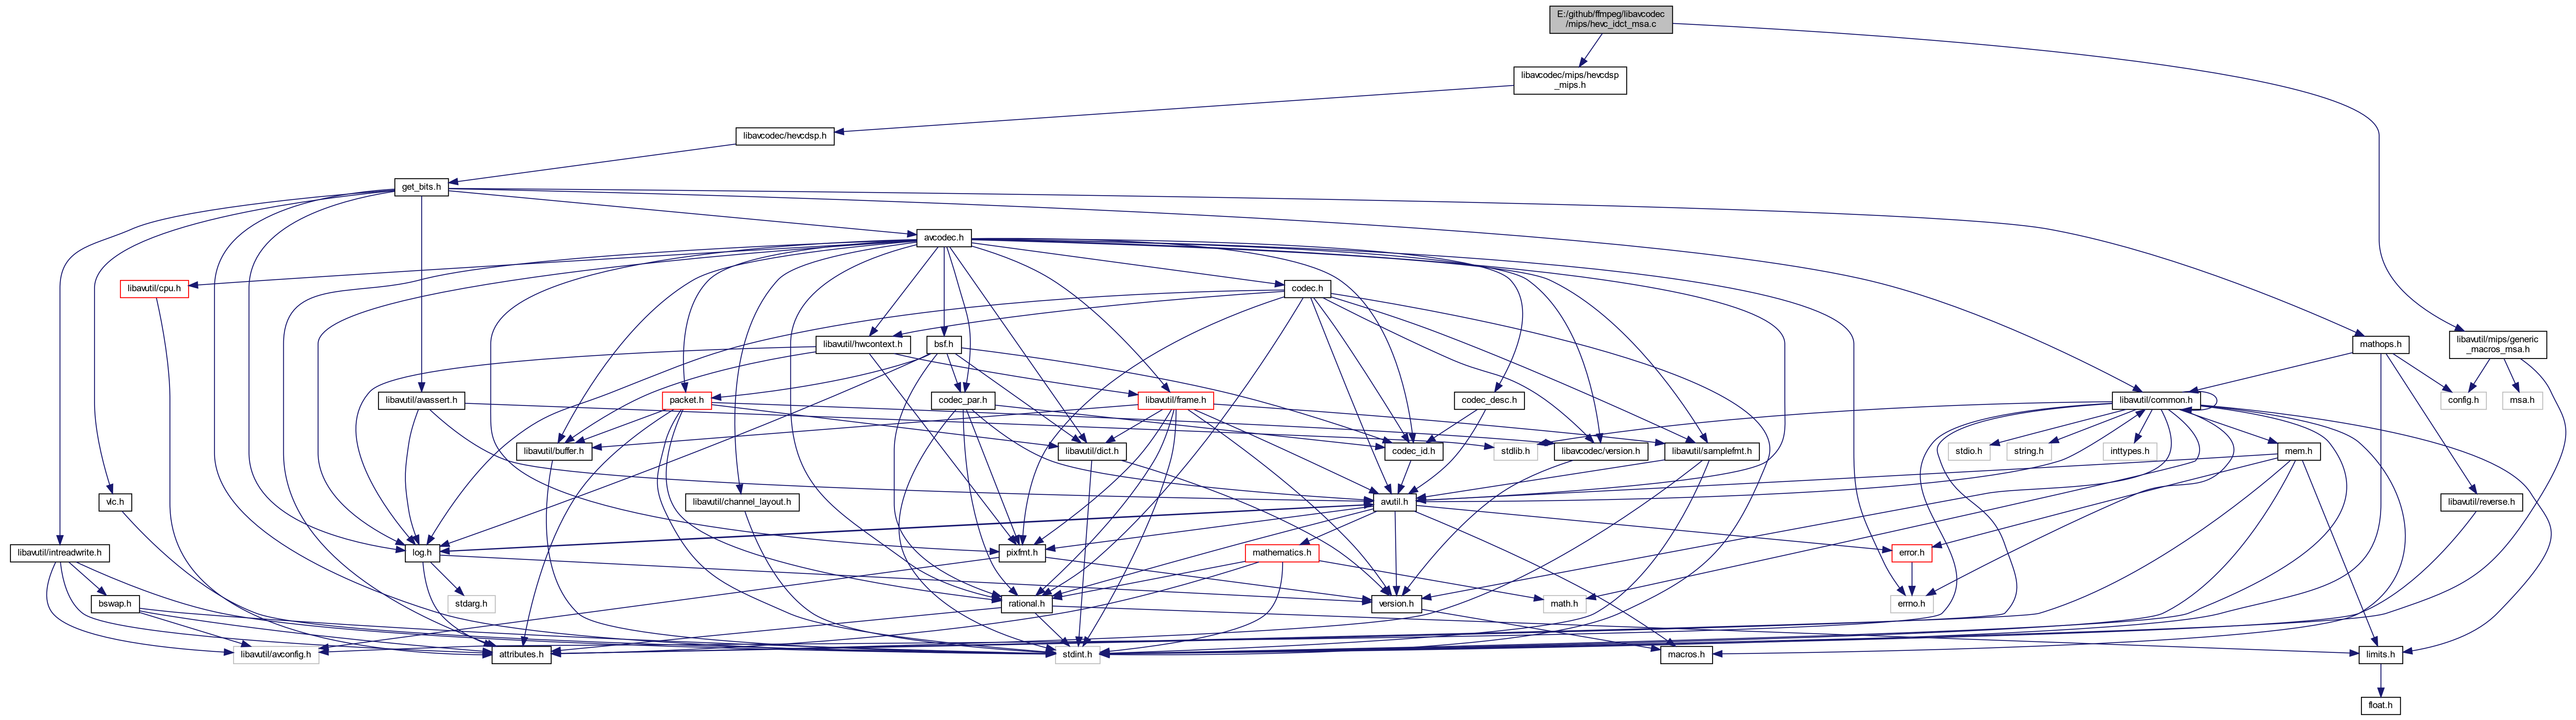 E:/github/ffmpeg/libavcodec
/mips/hevc_idct_msa.c
libavcodec/mips/hevcdsp
_mips.h
libavcodec/hevcdsp.h
get_bits.h
avcodec.h
libavutil/cpu.h
codec.h
libavutil/hwcontext.h
bsf.h
mathops.h
libavutil/mips/generic
_macros_msa.h
libavutil/avassert.h
packet.h
codec_par.h
libavutil/frame.h
codec_desc.h
libavutil/common.h
config.h
msa.h
libavutil/buffer.h
libavutil/dict.h
codec_id.h
stdlib.h
libavcodec/version.h
libavutil/samplefmt.h
stdio.h
string.h
inttypes.h
mem.h
vlc.h
libavutil/channel_layout.h
avutil.h
libavutil/reverse.h
libavutil/intreadwrite.h
log.h
pixfmt.h
mathematics.h
error.h
bswap.h
stdarg.h
rational.h
version.h
math.h
errno.h
libavutil/avconfig.h
attributes.h
stdint.h
macros.h
limits.h
float.h